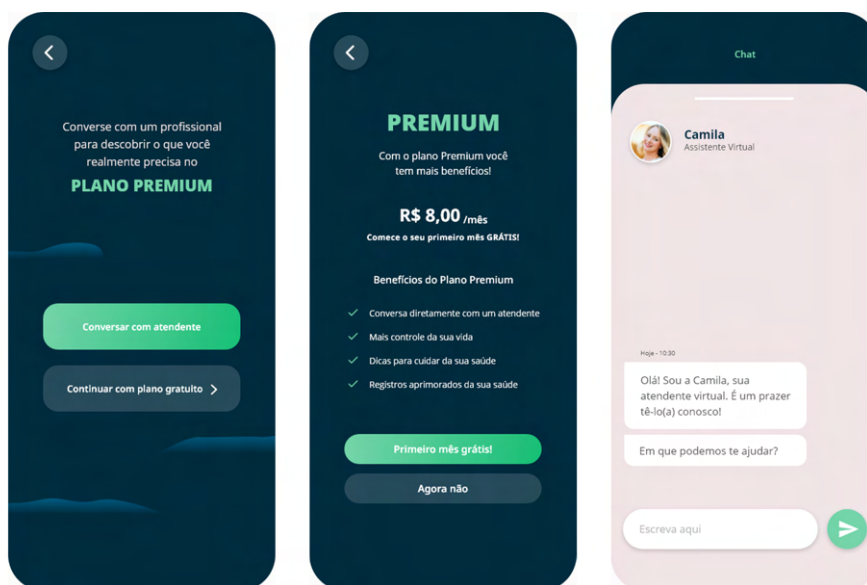 Converse com um profissional
para descobrir o que você
realmente precisa no
PLANO PREMIUM
Conversar com atendente
Continuar com plano gratuito
PREMIUM
Com o plano Premium você
tem mais benefícios!
R$ 8,00 /mês
Comece o seu primeiro mês GRÁTIS!
Benefícios do Plano Premium
Conversa diretamente com um atendente
Mais controle da sua vida
Dicas para cuidar da sua saúde
Registros aprimorados da sua saúde
Primeiro mês grátis!
Agora não
Chat
Camila
Assistente Virtual
Hoje - 10:30
Olá! Sou a Camila, sua
atendente virtual. É um prazer
tê-lo(a) conosco!
Em que podemos te ajudar?
Escreva aqui